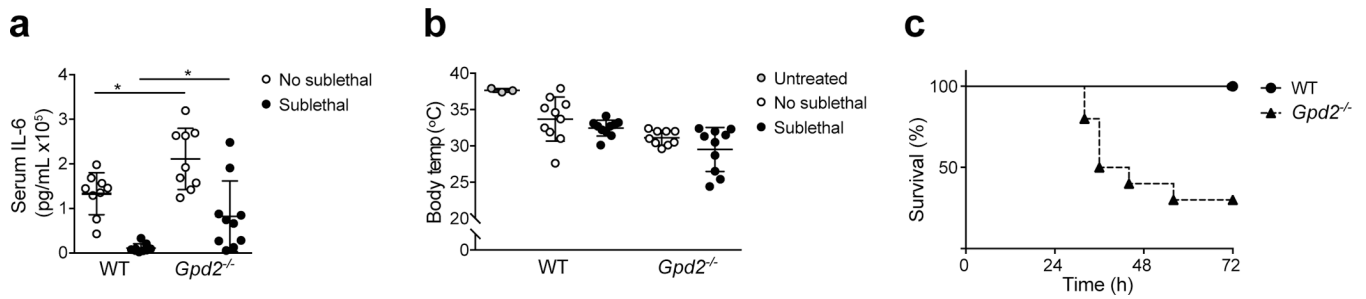 a
Serum IL-6
(pg/mL x10⁵)
4
3
2
1
0
*
*
No sublethal
Sublethal
WT
Gpd2⁻/⁻
b
Body temp (°C)
40
35
30
25
20
0
Untreated
No sublethal
Sublethal
WT
Gpd2⁻/⁻
c
Survival (%)
100
50
0
24
48
72
Time (h)
WT
Gpd2⁻/⁻